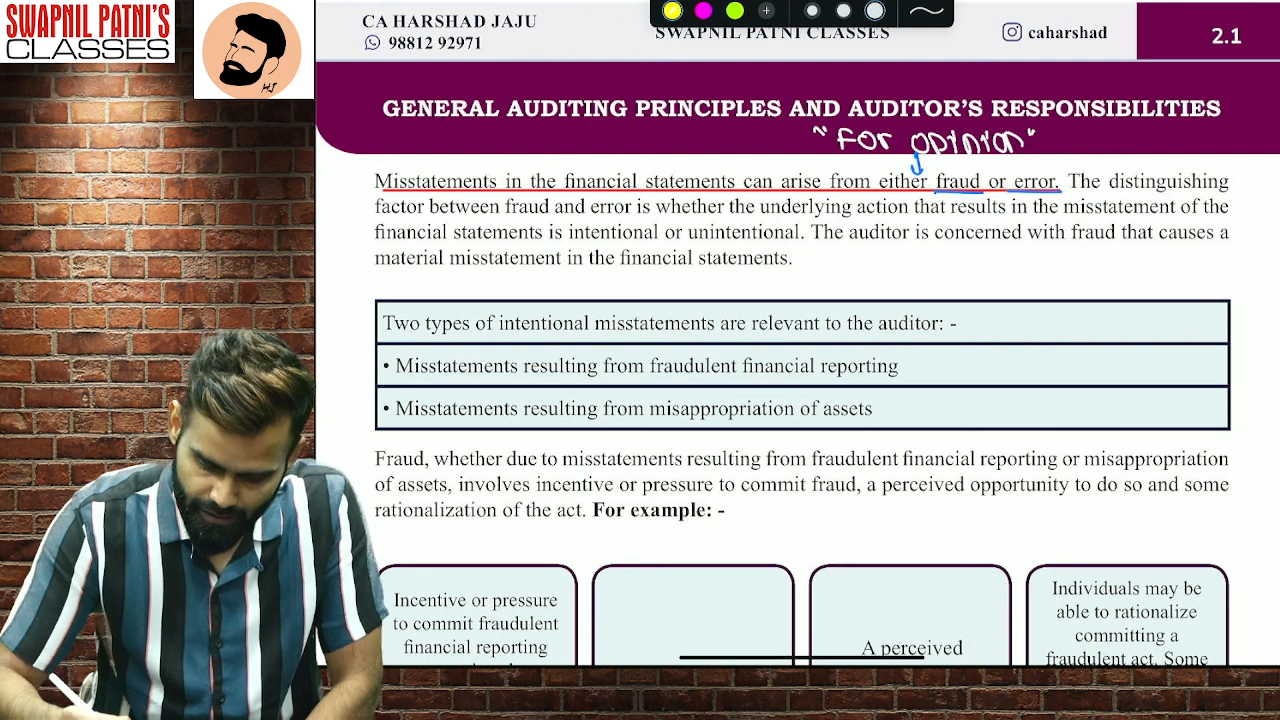 SWAPNIL PATNI'S
CLASSES
HJ
CA HARSHAD JAJU
98812 92971
SWAPNIL PATNI CLASSES
caharshad
2.1
GENERAL AUDITING PRINCIPLES AND AUDITOR'S RESPONSIBILITIES
"For opinion"
Misstatements in the financial statements can arise from either fraud or error. The distinguishing
factor between fraud and error is whether the underlying action that results in the misstatement of the
financial statements is intentional or unintentional. The auditor is concerned with fraud that causes a
material misstatement in the financial statements.
Two types of intentional misstatements are relevant to the auditor: -
• Misstatements resulting from fraudulent financial reporting
• Misstatements resulting from misappropriation of assets
Fraud, whether due to misstatements resulting from fraudulent financial reporting or misappropriation
of assets, involves incentive or pressure to commit fraud, a perceived opportunity to do so and some
rationalization of the act. For example: -
Incentive or pressure
to commit fraudulent
financial reporting
A perceived
Individuals may be
able to rationalize
committing a
fraudulent act. Some